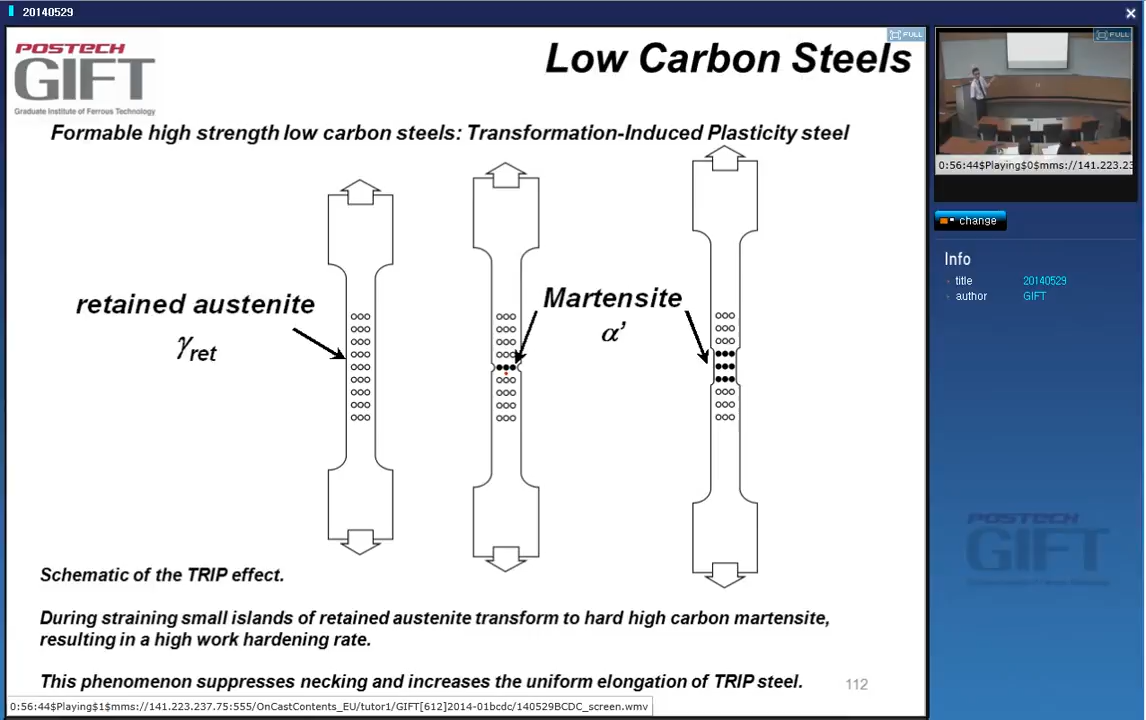 20140529
POSTECH
GIFT
Graduate Institute of Ferrous Technology
FULL
Low Carbon Steels
Formable high strength low carbon steels: Transformation-Induced Plasticity steel
retained austenite
γret
Martensite
α’
Schematic of the TRIP effect.
During straining small islands of retained austenite transform to hard high carbon martensite,
resulting in a high work hardening rate.
This phenomenon suppresses necking and increases the uniform elongation of TRIP steel.
112
0:56:44$Playing$1$mms://141.223.237.75:555/OnCastContents_EU/tutor1/GIFT[612]2014-01bcdc/140529BCDC_screen.wmv
FULL
0:56:44$Playing$0$mms://141.223.23
change
Info
title 20140529
author GIFT
POSTECH
GIFT